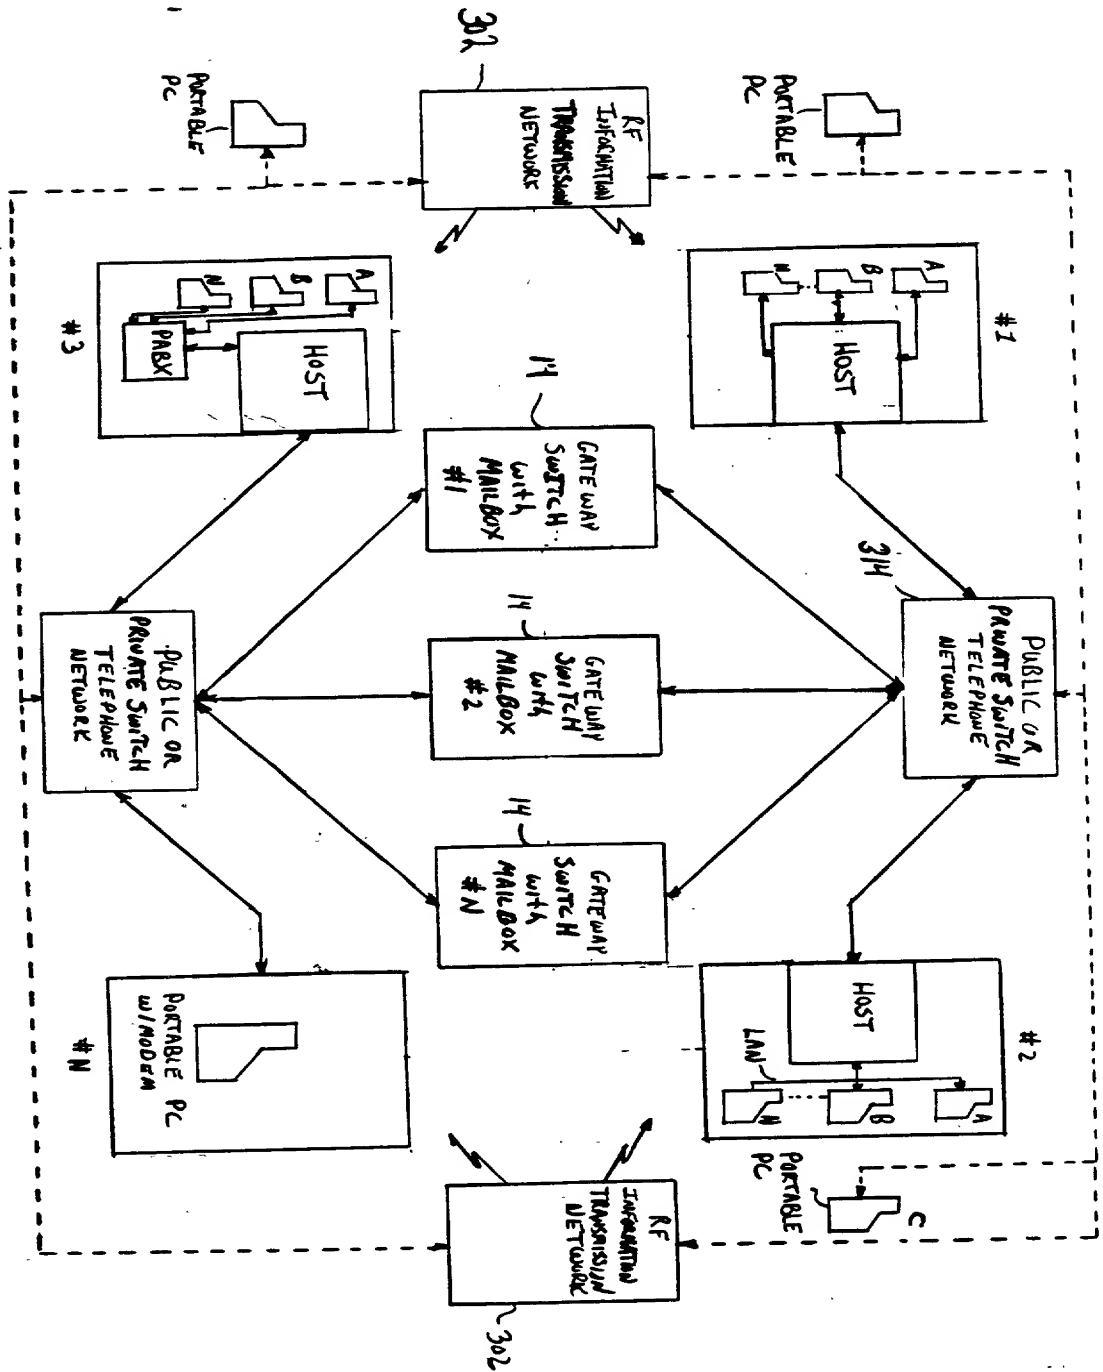 #1
A
B
N
HOST
PORTABLE
PC
314
PUBLIC OR
PRIVATE SWITCH
TELEPHONE
NETWORK
#2
HOST
LAN
A
B
N
C
PORTABLE
PC
RF
INFORMATION
TRANSMISSION
NETWORK
302
14
GATEWAY
SWITCH
with
MAILBOX
#1
14
GATEWAY
SWITCH
with
MAILBOX
#2
14
GATEWAY
SWITCH
with
MAILBOX
#N
RF
INFORMATION
TRANSMISSION
NETWORK
302
PORTABLE
PC
A
B
N
HOST
PABX
#3
PUBLIC OR
PRIVATE SWITCH
TELEPHONE
NETWORK
PORTABLE PC
W/MODEM
#N